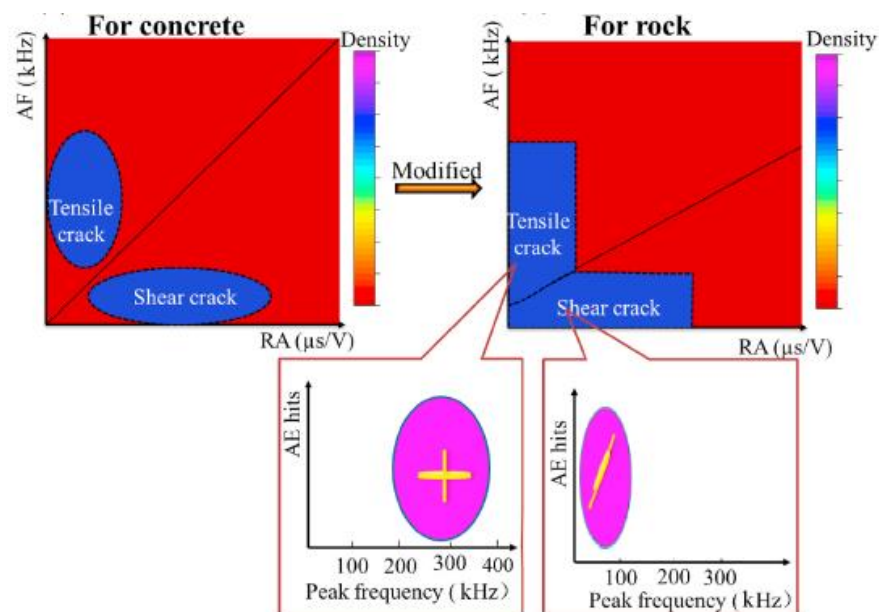 For concrete
Density
AF ( kHz)
Tensile
crack
Shear crack
RA (μs/V)
Modified
For rock
Density
AF ( kHz)
Tensile
crack
Shear crack
RA (μs/V)
AE hits
100 200 300 400
Peak frequency ( kHz)
AE hits
100 200 300
Peak frequency ( kHz)